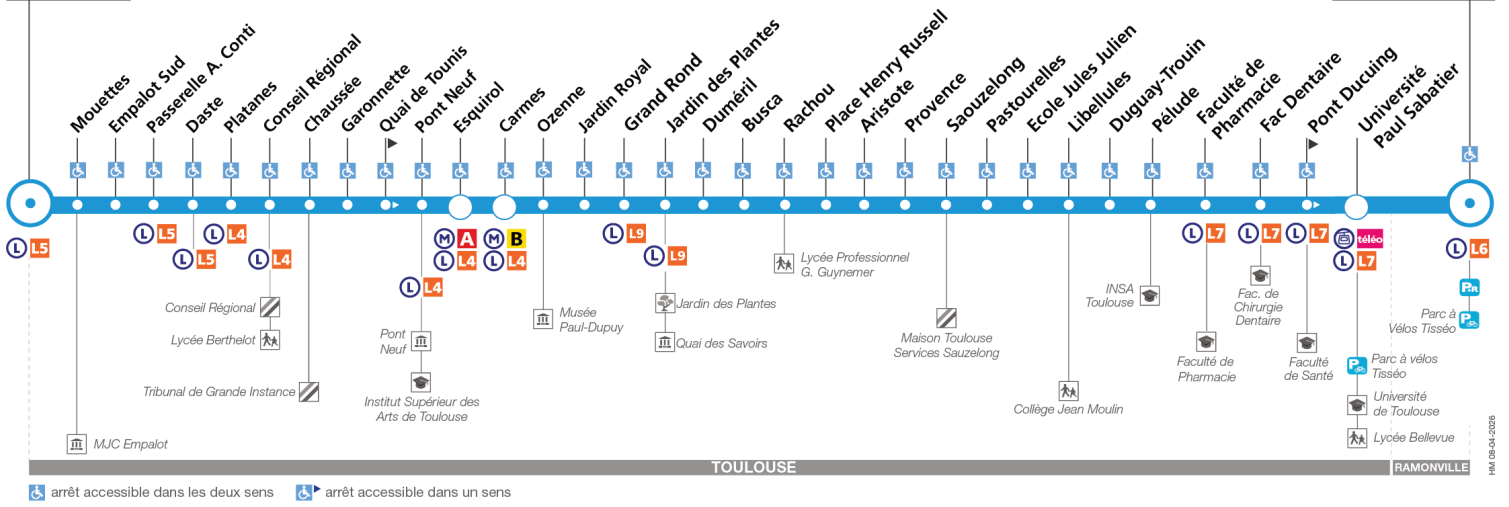 Mouettes
Empalot Sud
Passerelle A. Conti
Daste
Platanes
Conseil Régional
Chaussée
Garonnette
Quai de Tounis
Pont Neuf
Esquirol
Carmes
Ozenne
Jardin Royal
Grand Rond
Jardin des Plantes
Duméril
Busca
Rachou
Place Henry Russell
Aristote
Provence
Saouzelong
Pastourelles
Ecole Jules Julien
Libellules
Duguay-Trouin
Pélude
Faculté de
Pharmacie
Fac Dentaire
Pont Ducuing
Université
Paul Sabatier
L L5
L L5
L L5
L L4
L L4
L L4
M A
L L4
M B
L L4
L L9
L L9
L L7
L L7
L L7
téléo
L L7
L L6
Conseil Régional
Lycée Berthelot
Tribunal de Grande Instance
MJC Empalot
Pont
Neuf
Institut Supérieur des
Arts de Toulouse
Musée
Paul-Dupuy
Jardin des Plantes
Quai des Savoirs
Lycée Professionnel
G. Guynemer
Maison Toulouse
Services Sauzelong
Collège Jean Moulin
INSA
Toulouse
Faculté de
Pharmacie
Fac. de
Chirurgie
Dentaire
Faculté
de Santé
P Parc à vélos
Tisséo
Université
de Toulouse
Lycée Bellevue
P+R
Parc à
Vélos Tisséo P
TOULOUSE
RAMONVILLE
HM 08-04-2026
arrêt accessible dans les deux sens
arrêt accessible dans un sens